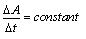 ΔA/Δt = constant